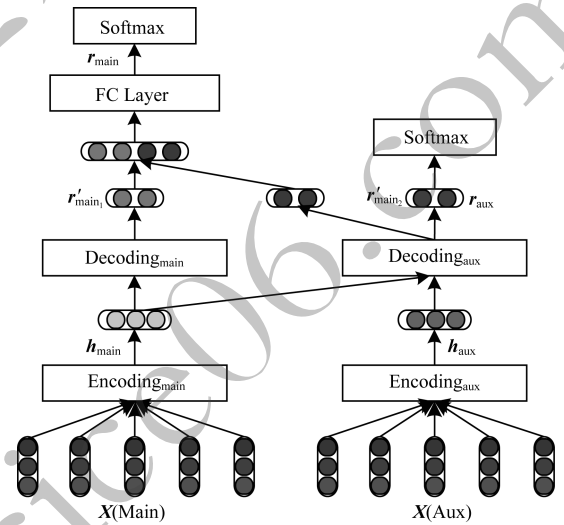 Softmax
r_main
FC Layer
Softmax
r′_main₁
r′_main₂
r_aux
Decoding_main
Decoding_aux
h_main
h_aux
Encoding_main
Encoding_aux
X(Main)
X(Aux)